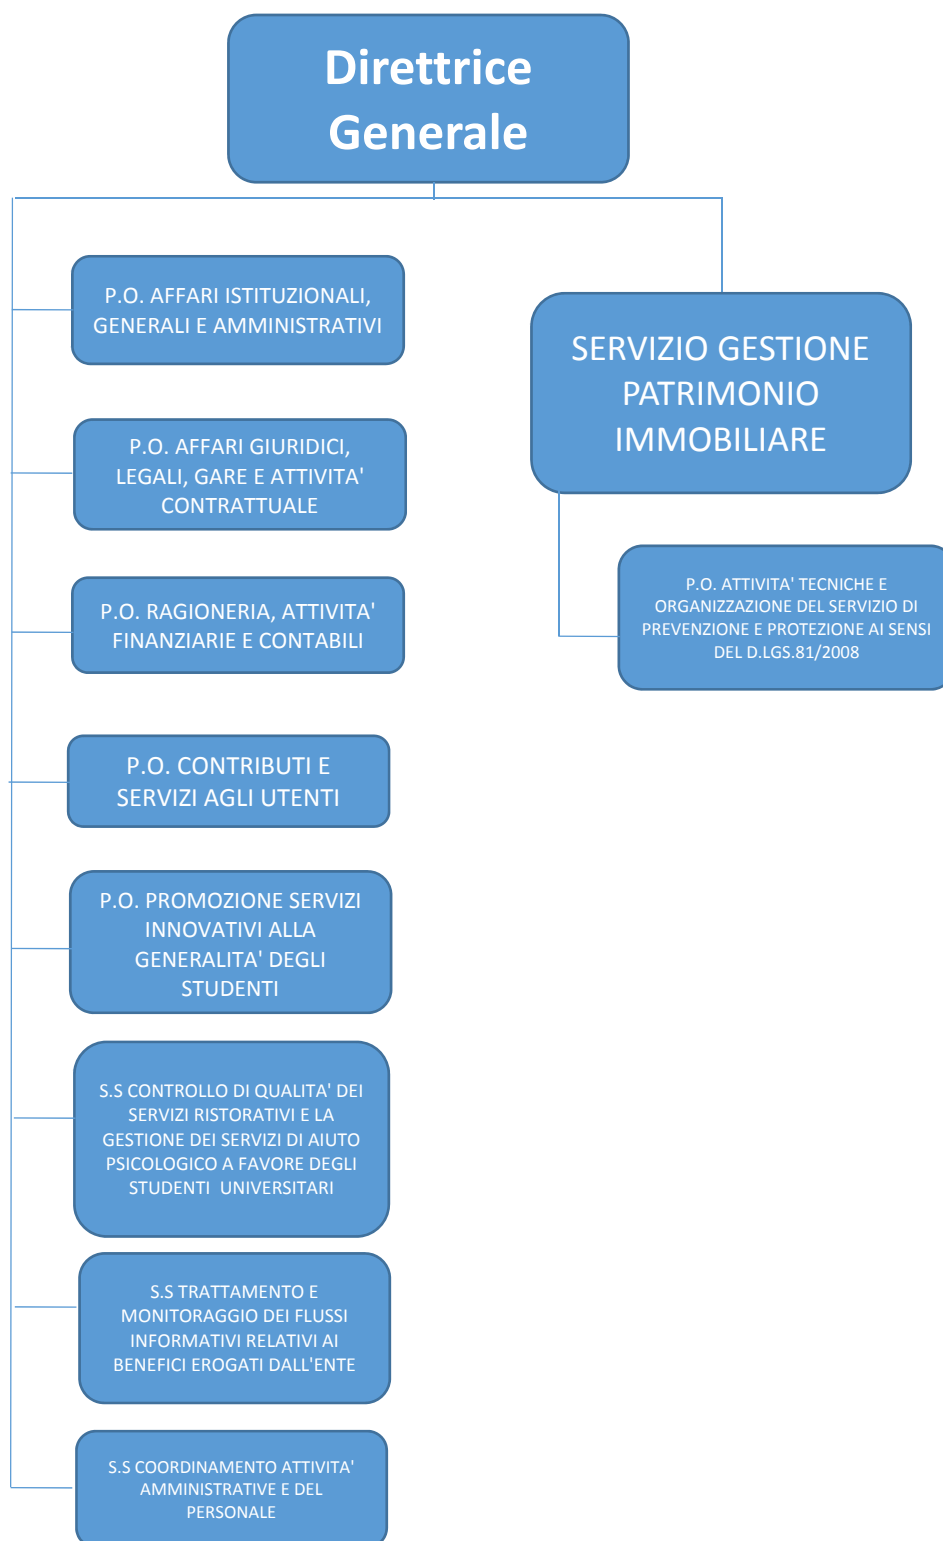 Direttrice
Generale
P.O. AFFARI ISTITUZIONALI,
GENERALI E AMMINISTRATIVI
P.O. AFFARI GIURIDICI,
LEGALI, GARE E ATTIVITA'
CONTRATTUALE
P.O. RAGIONERIA, ATTIVITA'
FINANZIARIE E CONTABILI
P.O. CONTRIBUTI E
SERVIZI AGLI UTENTI
P.O. PROMOZIONE SERVIZI
INNOVATIVI ALLA
GENERALITA' DEGLI
STUDENTI
S.S CONTROLLO DI QUALITA' DEI
SERVIZI RISTORATIVI E LA
GESTIONE DEI SERVIZI DI AIUTO
PSICOLOGICO A FAVORE DEGLI
STUDENTI  UNIVERSITARI
S.S TRATTAMENTO E
MONITORAGGIO DEI FLUSSI
INFORMATIVI RELATIVI AI
BENEFICI EROGATI DALL'ENTE
S.S COORDINAMENTO ATTIVITA'
AMMINISTRATIVE E DEL
PERSONALE
SERVIZIO GESTIONE
PATRIMONIO
IMMOBILIARE
P.O. ATTIVITA' TECNICHE E
ORGANIZZAZIONE DEL SERVIZIO DI
PREVENZIONE E PROTEZIONE AI SENSI
DEL D.LGS.81/2008